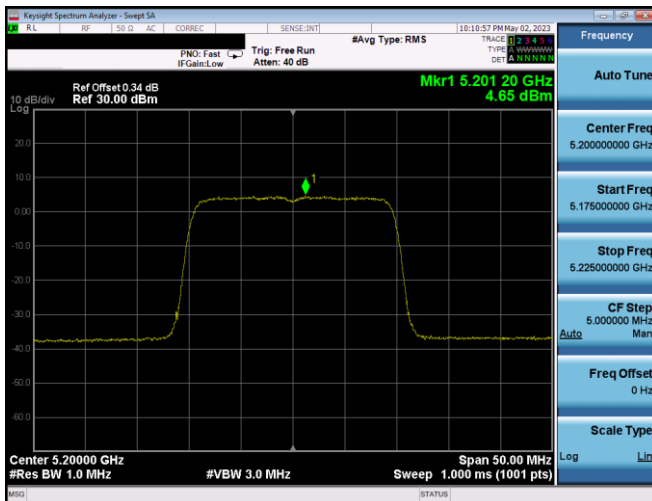 Keysight Spectrum Analyzer - Swept SA
RL RF 50 Ω AC CORREC SENSE:INT 10:10:57 PM May 02, 2023
#Avg Type: RMS
TRACE 1 2 3 4 5 6
TYPE A WWWWW
DET A N N N N N
PNO: Fast Trig: Free Run
IFGain:Low Atten: 40 dB
Mkr1 5.201 20 GHz
4.65 dBm
Ref Offset 0.34 dB
10 dB/div Ref 30.00 dBm
Log
20.0
10.0
0.00
-10.0
-20.0
-30.0
-40.0
-50.0
-60.0
1
Center 5.20000 GHz Span 50.00 MHz
#Res BW 1.0 MHz #VBW 3.0 MHz Sweep 1.000 ms (1001 pts)
MSG STATUS
Frequency
Auto Tune
Center Freq
5.200000000 GHz
Start Freq
5.175000000 GHz
Stop Freq
5.225000000 GHz
CF Step
5.000000 MHz
Auto Man
Freq Offset
0 Hz
Scale Type
Log Lin